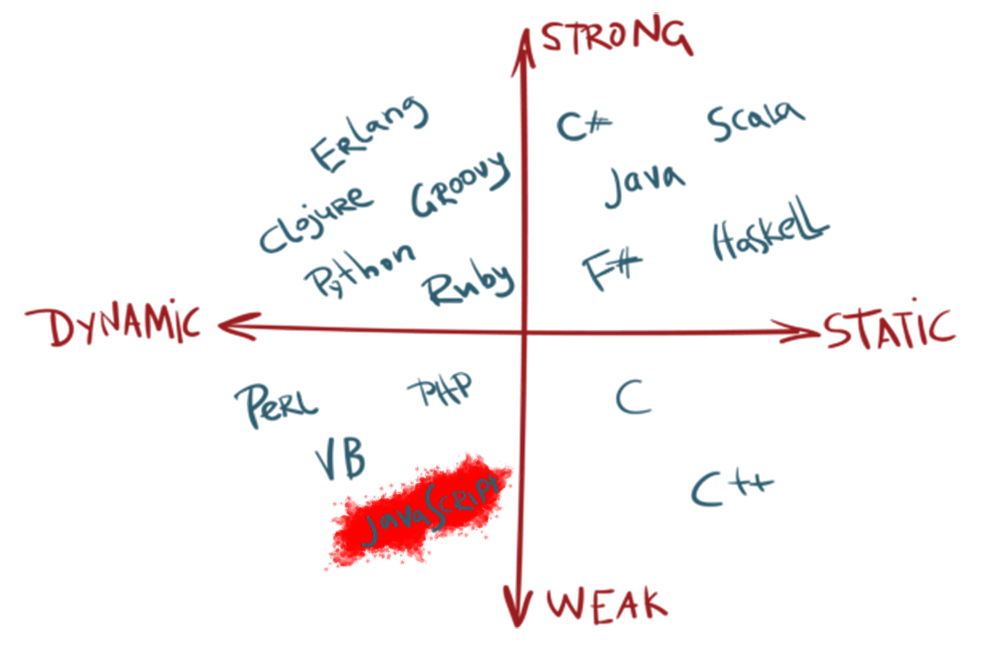 STRONG
Erlang
C#
Scala
Clojure
Groovy
Java
Haskell
Python
Ruby
F#
DYNAMiC
STATiC
PERL
PHP
C
VB
JavaScript
C++
WEAK